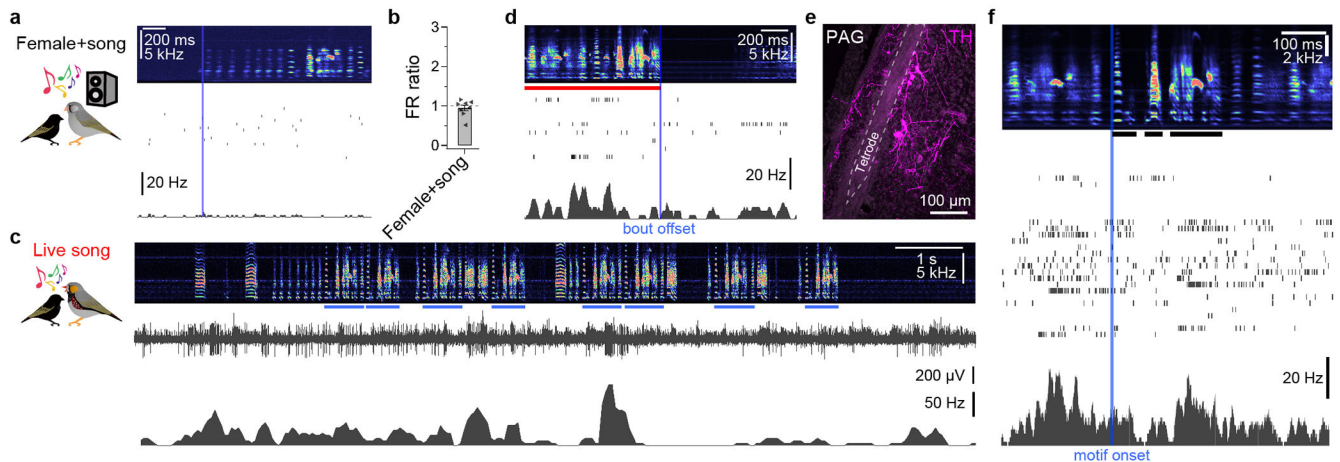 a
Female+song
200 ms
5 kHz
20 Hz
b
FR ratio
3
2
1
0
Female+song
d
200 ms
5 kHz
20 Hz
bout offset
e
PAG
TH
Tetrode
100 µm
f
100 ms
2 kHz
20 Hz
motif onset
c
Live song
1 s
5 kHz
200 µV
50 Hz